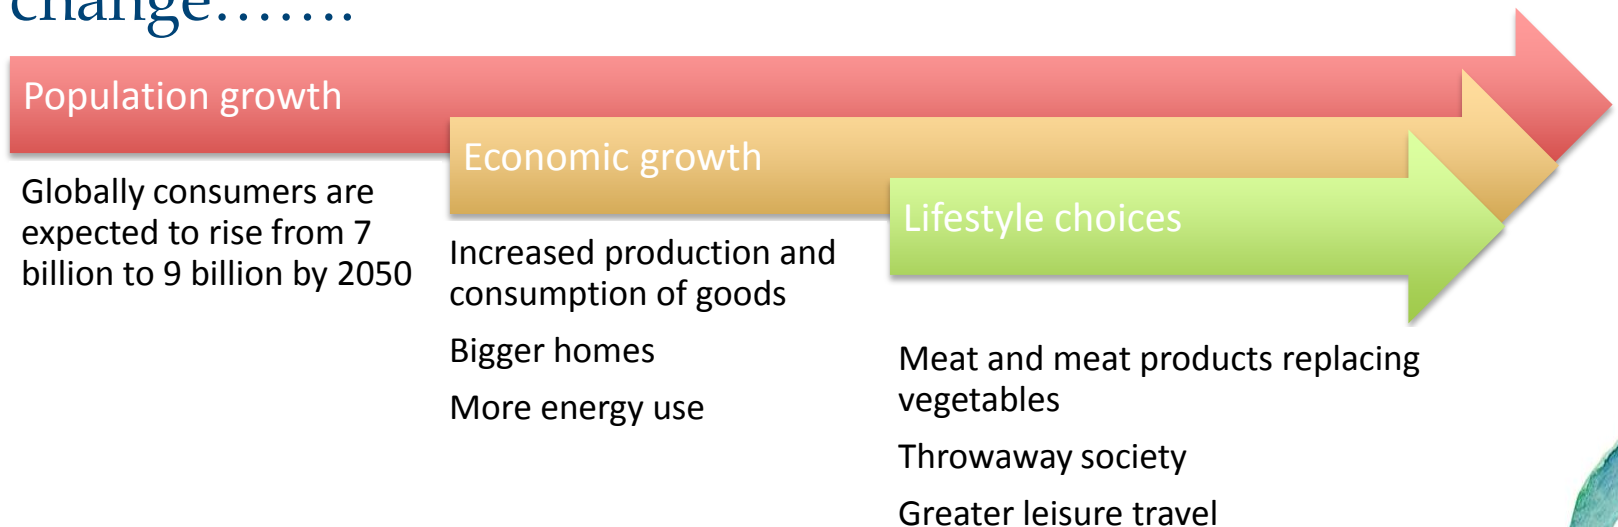 change.......
Population growth
Globally consumers are
expected to rise from 7
billion to 9 billion by 2050
Economic growth
Increased production and
consumption of goods
Bigger homes
More energy use
Lifestyle choices
Meat and meat products replacing
vegetables
Throwaway society
Greater leisure travel